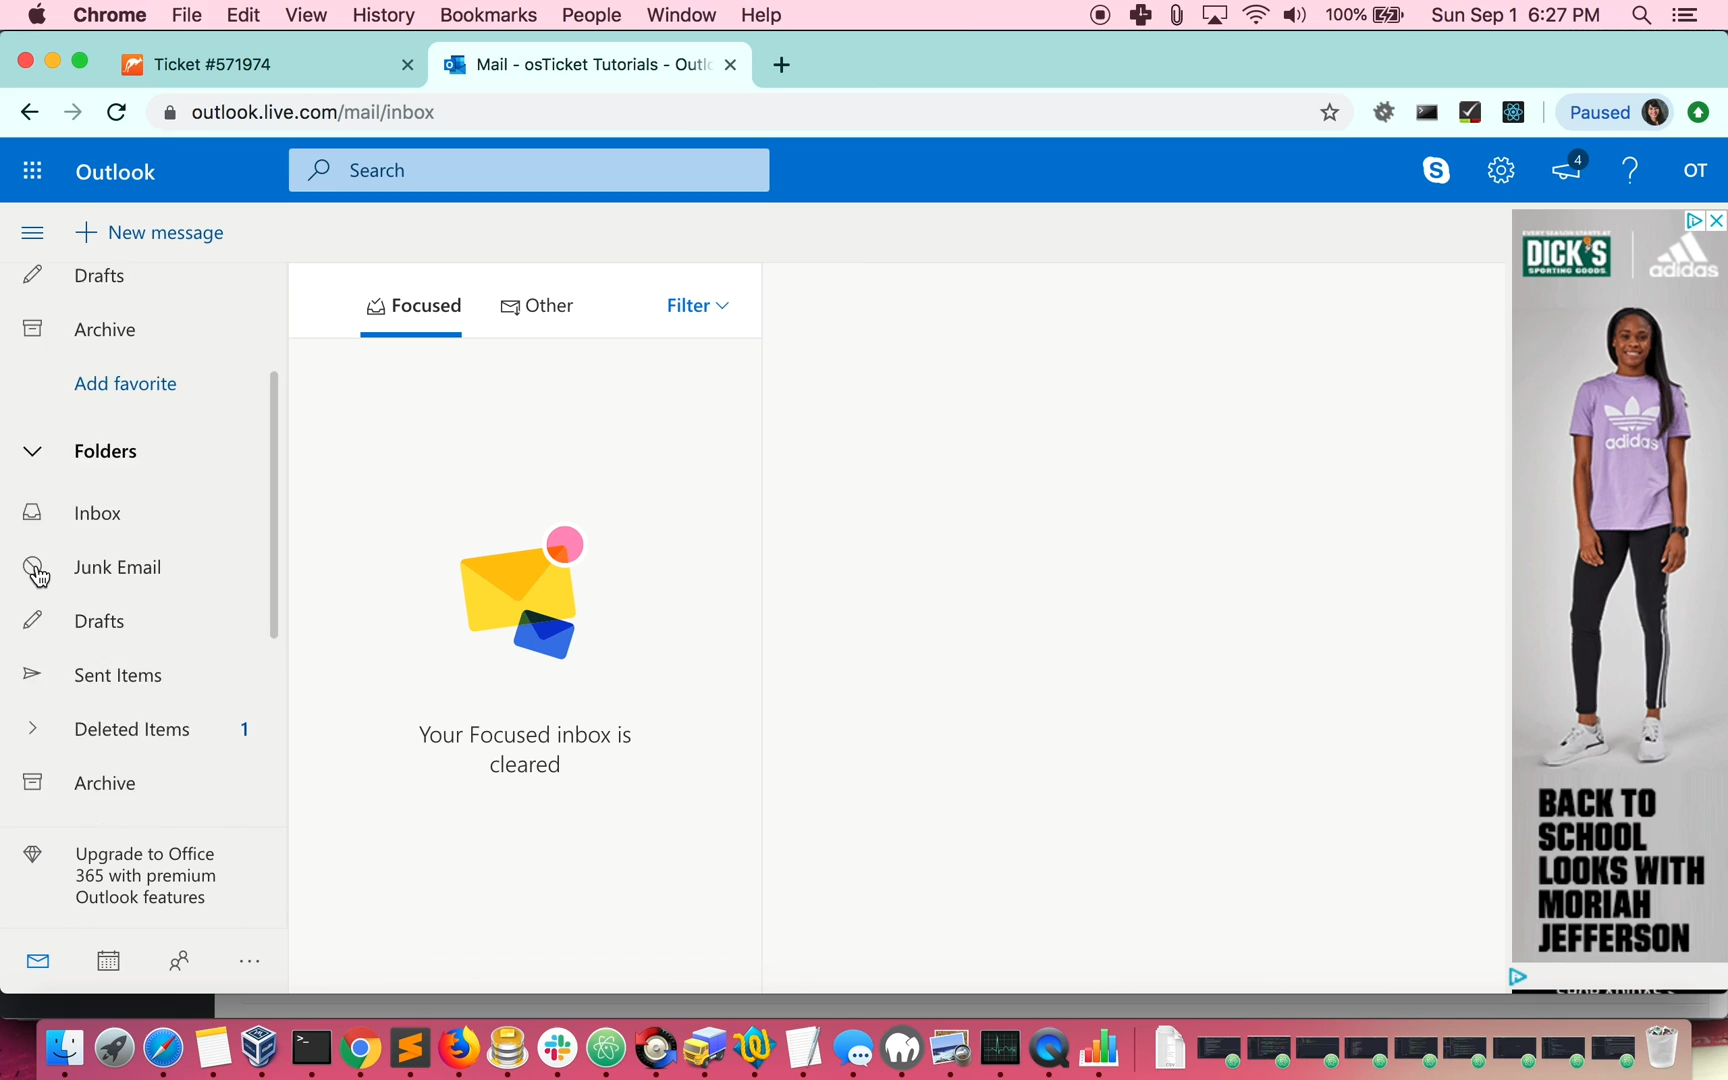 Chrome File Edit View History Bookmarks People Window Help 100% Sun Sep 1 6:27 PM
Ticket #571974
Mail - osTicket Tutorials - Outl
outlook.live.com/mail/inbox
Paused
Outlook
Search
4
OT
New message
Drafts
Archive
Add favorite
Folders
Inbox
Junk Email
Drafts
Sent Items
Deleted Items 1
Archive
Upgrade to Office
365 with premium
Outlook features
Focused Other Filter
Your Focused inbox is
cleared
EVERY SEASON STARTS AT
DICK'S
SPORTING GOODS
adidas
adidas
BACK TO
SCHOOL
LOOKS WITH
MORIAH
JEFFERSON